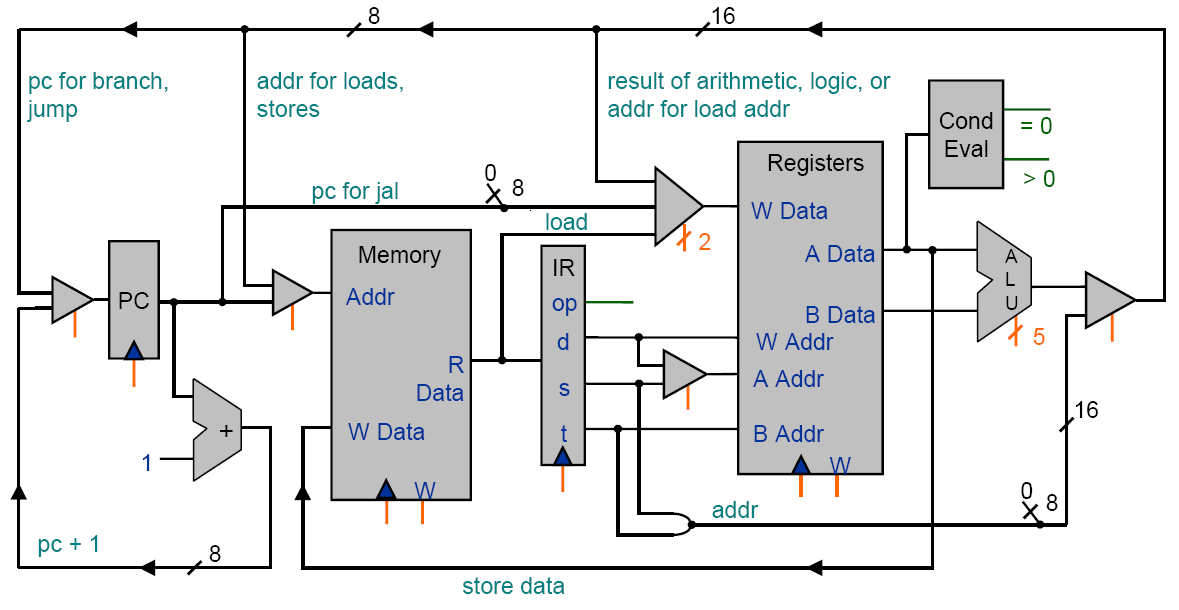 8
16
pc for branch,
jump
addr for loads,
stores
result of arithmetic, logic, or
addr for load addr
Cond
Eval
= 0
> 0
Registers
W Data
A Data
B Data
W Addr
A Addr
B Addr
W
0
8
pc for jal
load
2
Memory
Addr
R
Data
W Data
W
IR
op
d
s
t
PC
A
L
U
5
+
1
16
addr
0
8
pc + 1
8
store data